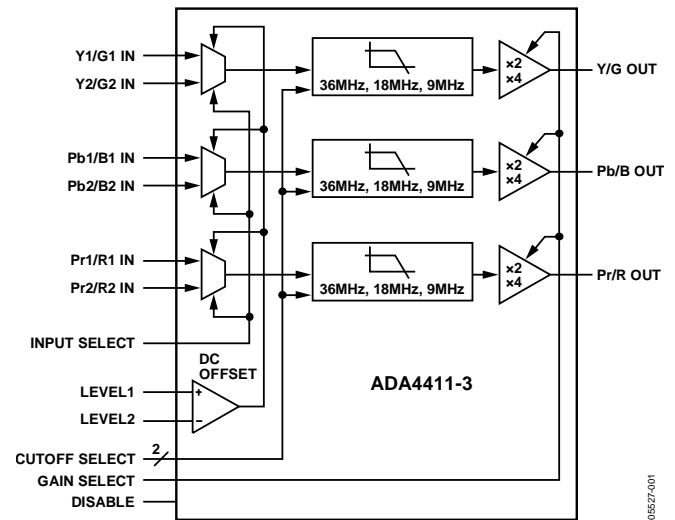 Y1/G1 IN
Y2/G2 IN
36MHz, 18MHz, 9MHz
×2
×4
Y/G OUT
Pb1/B1 IN
Pb2/B2 IN
36MHz, 18MHz, 9MHz
×2
×4
Pb/B OUT
Pr1/R1 IN
Pr2/R2 IN
36MHz, 18MHz, 9MHz
×2
×4
Pr/R OUT
INPUT SELECT
DC
OFFSET
LEVEL1
+
LEVEL2
–
ADA4411-3
CUTOFF SELECT
2
GAIN SELECT
DISABLE
05527-001